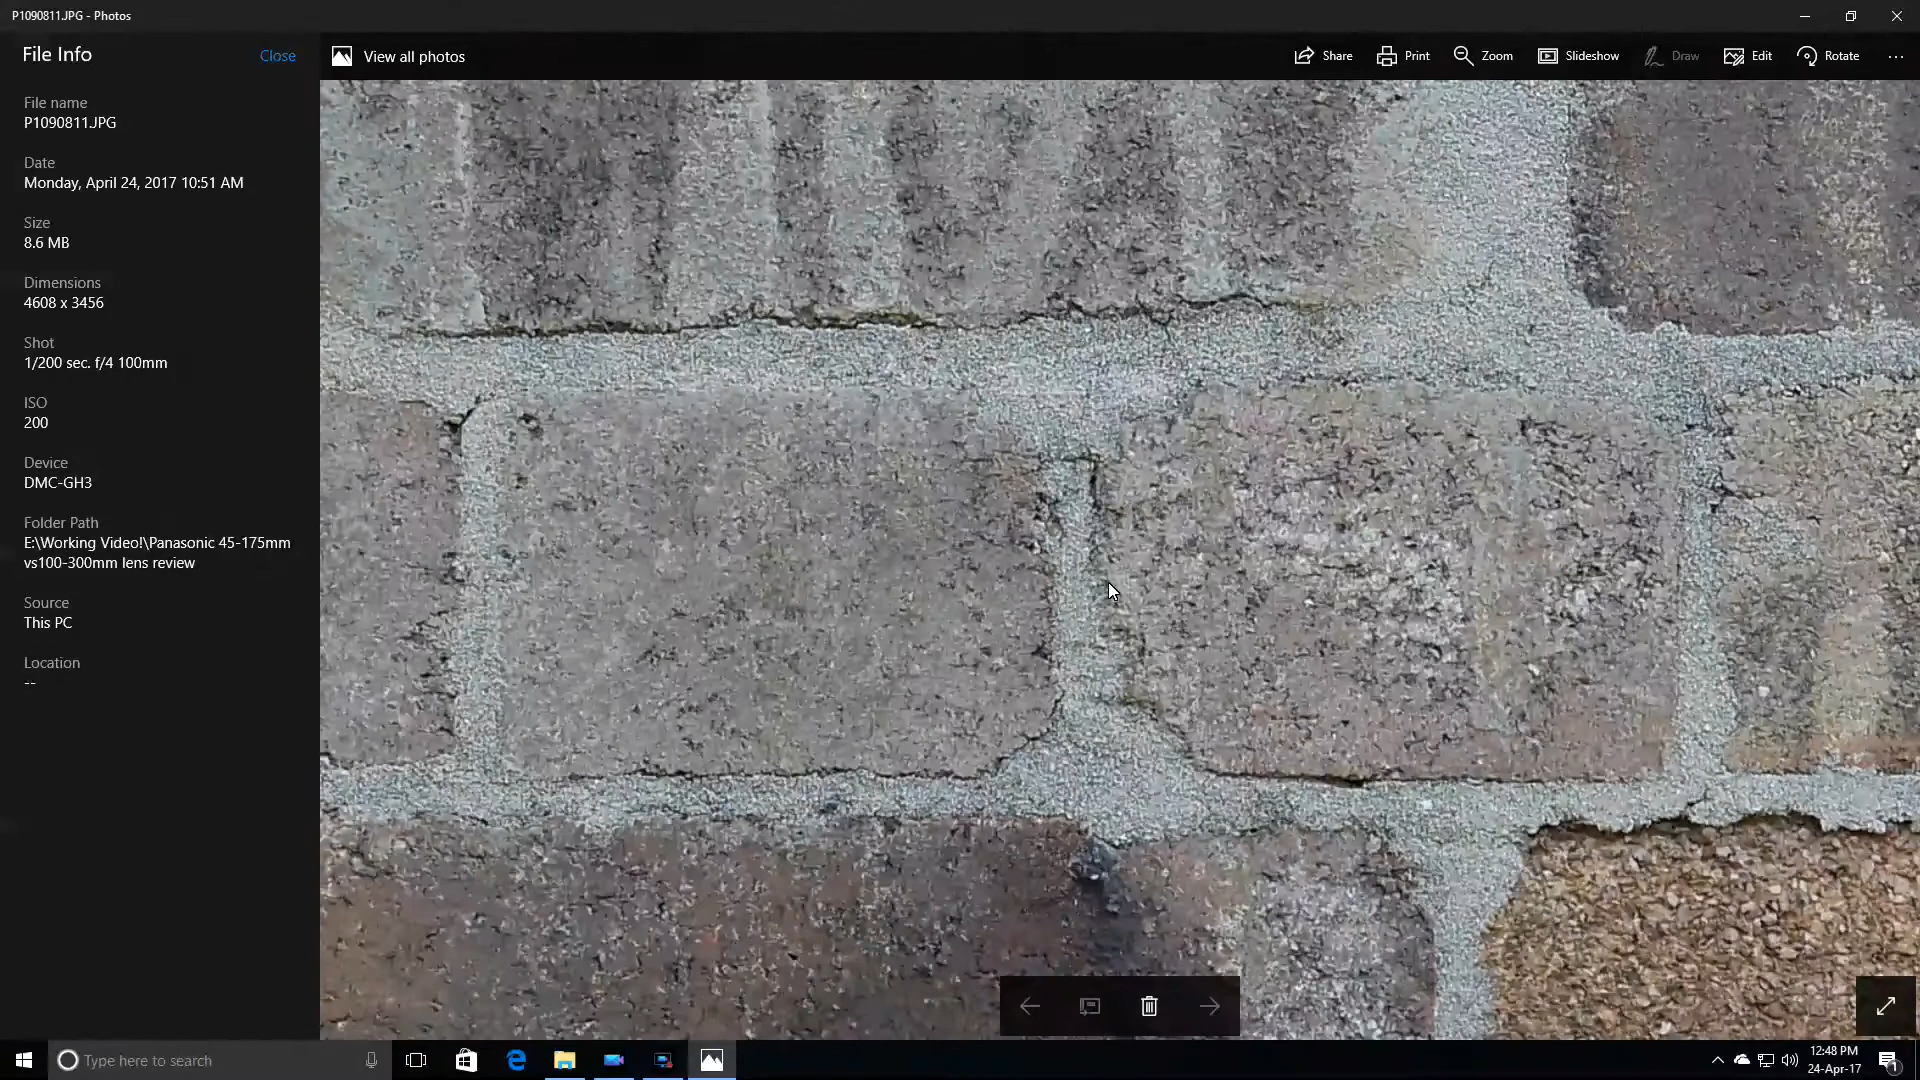 P1090811.JPG - Photos
File Info
Close
View all photos
Share
Print
Zoom
Slideshow
Draw
Edit
Rotate
File name
P1090811.JPG
Date
Monday, April 24, 2017 10:51 AM
Size
8.6 MB
Dimensions
4608 x 3456
Shot
1/200 sec. f/4 100mm
ISO
200
Device
DMC-GH3
Folder Path
E:\Working Video!\Panasonic 45-175mm
vs100-300mm lens review
Source
This PC
Location
--
Type here to search
12:48 PM
24-Apr-17
1